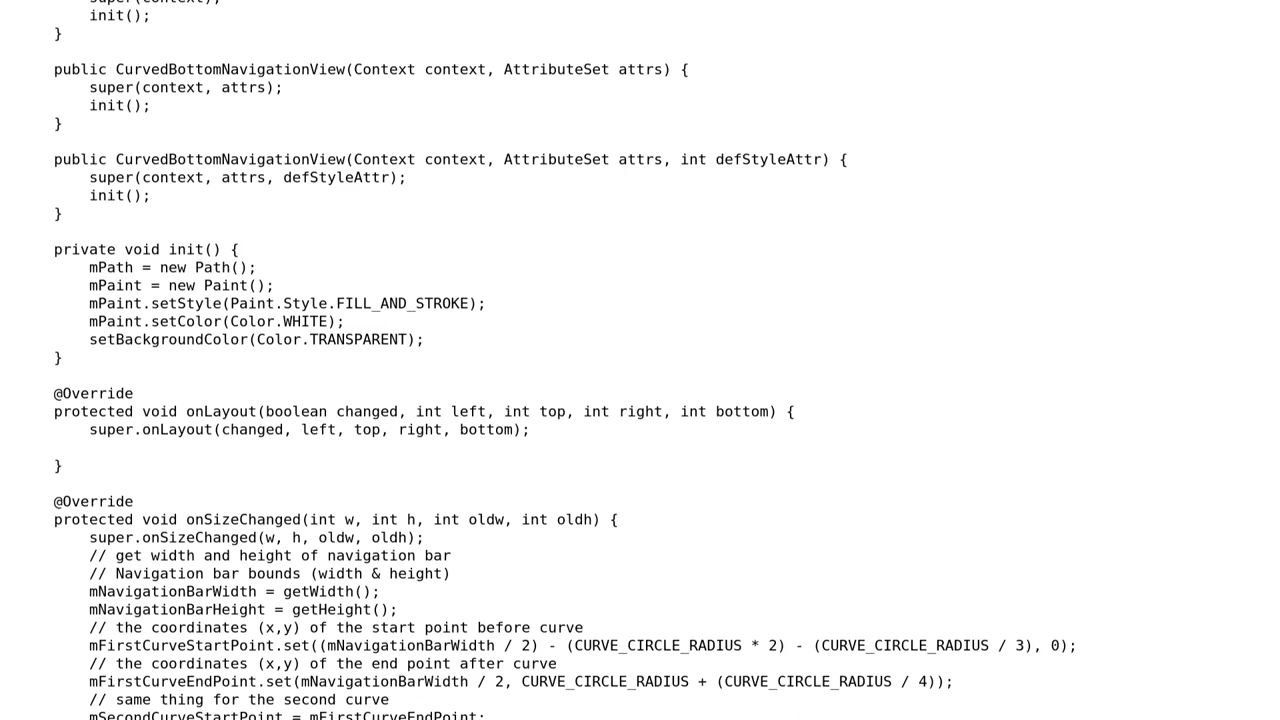 super(context);
init();
}
public CurvedBottomNavigationView(Context context, AttributeSet attrs) {
super(context, attrs);
init();
}
public CurvedBottomNavigationView(Context context, AttributeSet attrs, int defStyleAttr) {
super(context, attrs, defStyleAttr);
init();
}
private void init() {
mPath = new Path();
mPaint = new Paint();
mPaint.setStyle(Paint.Style.FILL_AND_STROKE);
mPaint.setColor(Color.WHITE);
setBackgroundColor(Color.TRANSPARENT);
}
@Override
protected void onLayout(boolean changed, int left, int top, int right, int bottom) {
super.onLayout(changed, left, top, right, bottom);
}
@Override
protected void onSizeChanged(int w, int h, int oldw, int oldh) {
super.onSizeChanged(w, h, oldw, oldh);
// get width and height of navigation bar
// Navigation bar bounds (width & height)
mNavigationBarWidth = getWidth();
mNavigationBarHeight = getHeight();
// the coordinates (x,y) of the start point before curve
mFirstCurveStartPoint.set((mNavigationBarWidth / 2) - (CURVE_CIRCLE_RADIUS * 2) - (CURVE_CIRCLE_RADIUS / 3), 0);
// the coordinates (x,y) of the end point after curve
mFirstCurveEndPoint.set(mNavigationBarWidth / 2, CURVE_CIRCLE_RADIUS + (CURVE_CIRCLE_RADIUS / 4));
// same thing for the second curve
mSecondCurveStartPoint = mFirstCurveEndPoint;